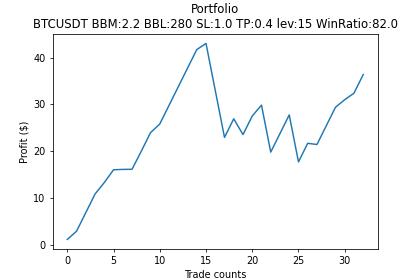 Portfolio
BTCUSDT BBM:2.2 BBL:280 SL:1.0 TP:0.4 lev:15 WinRatio:82.0
40
30
20
10
0
Profit ($)
0 5 10 15 20 25 30
Trade counts